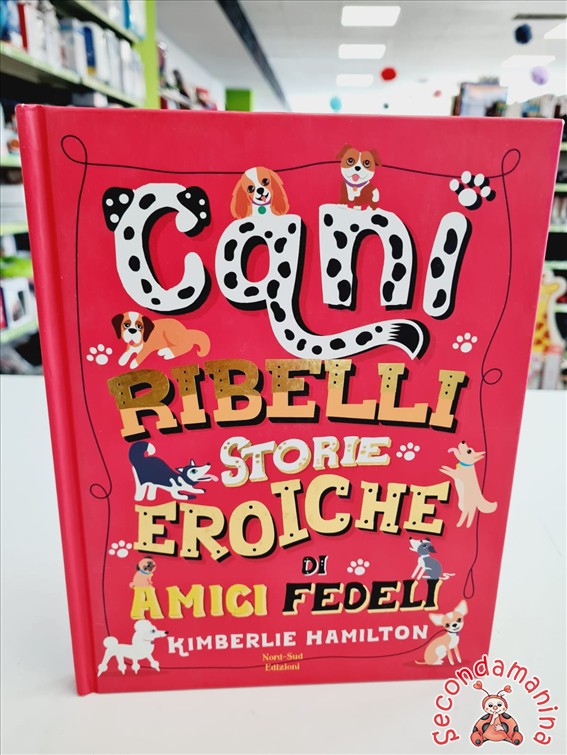 Cani
RIBELLI
STORIE
EROICHE
DI
AMICI FEDELI
KIMBERLIE HAMILTON
Nord-Sud
Edizioni
Secondamanina